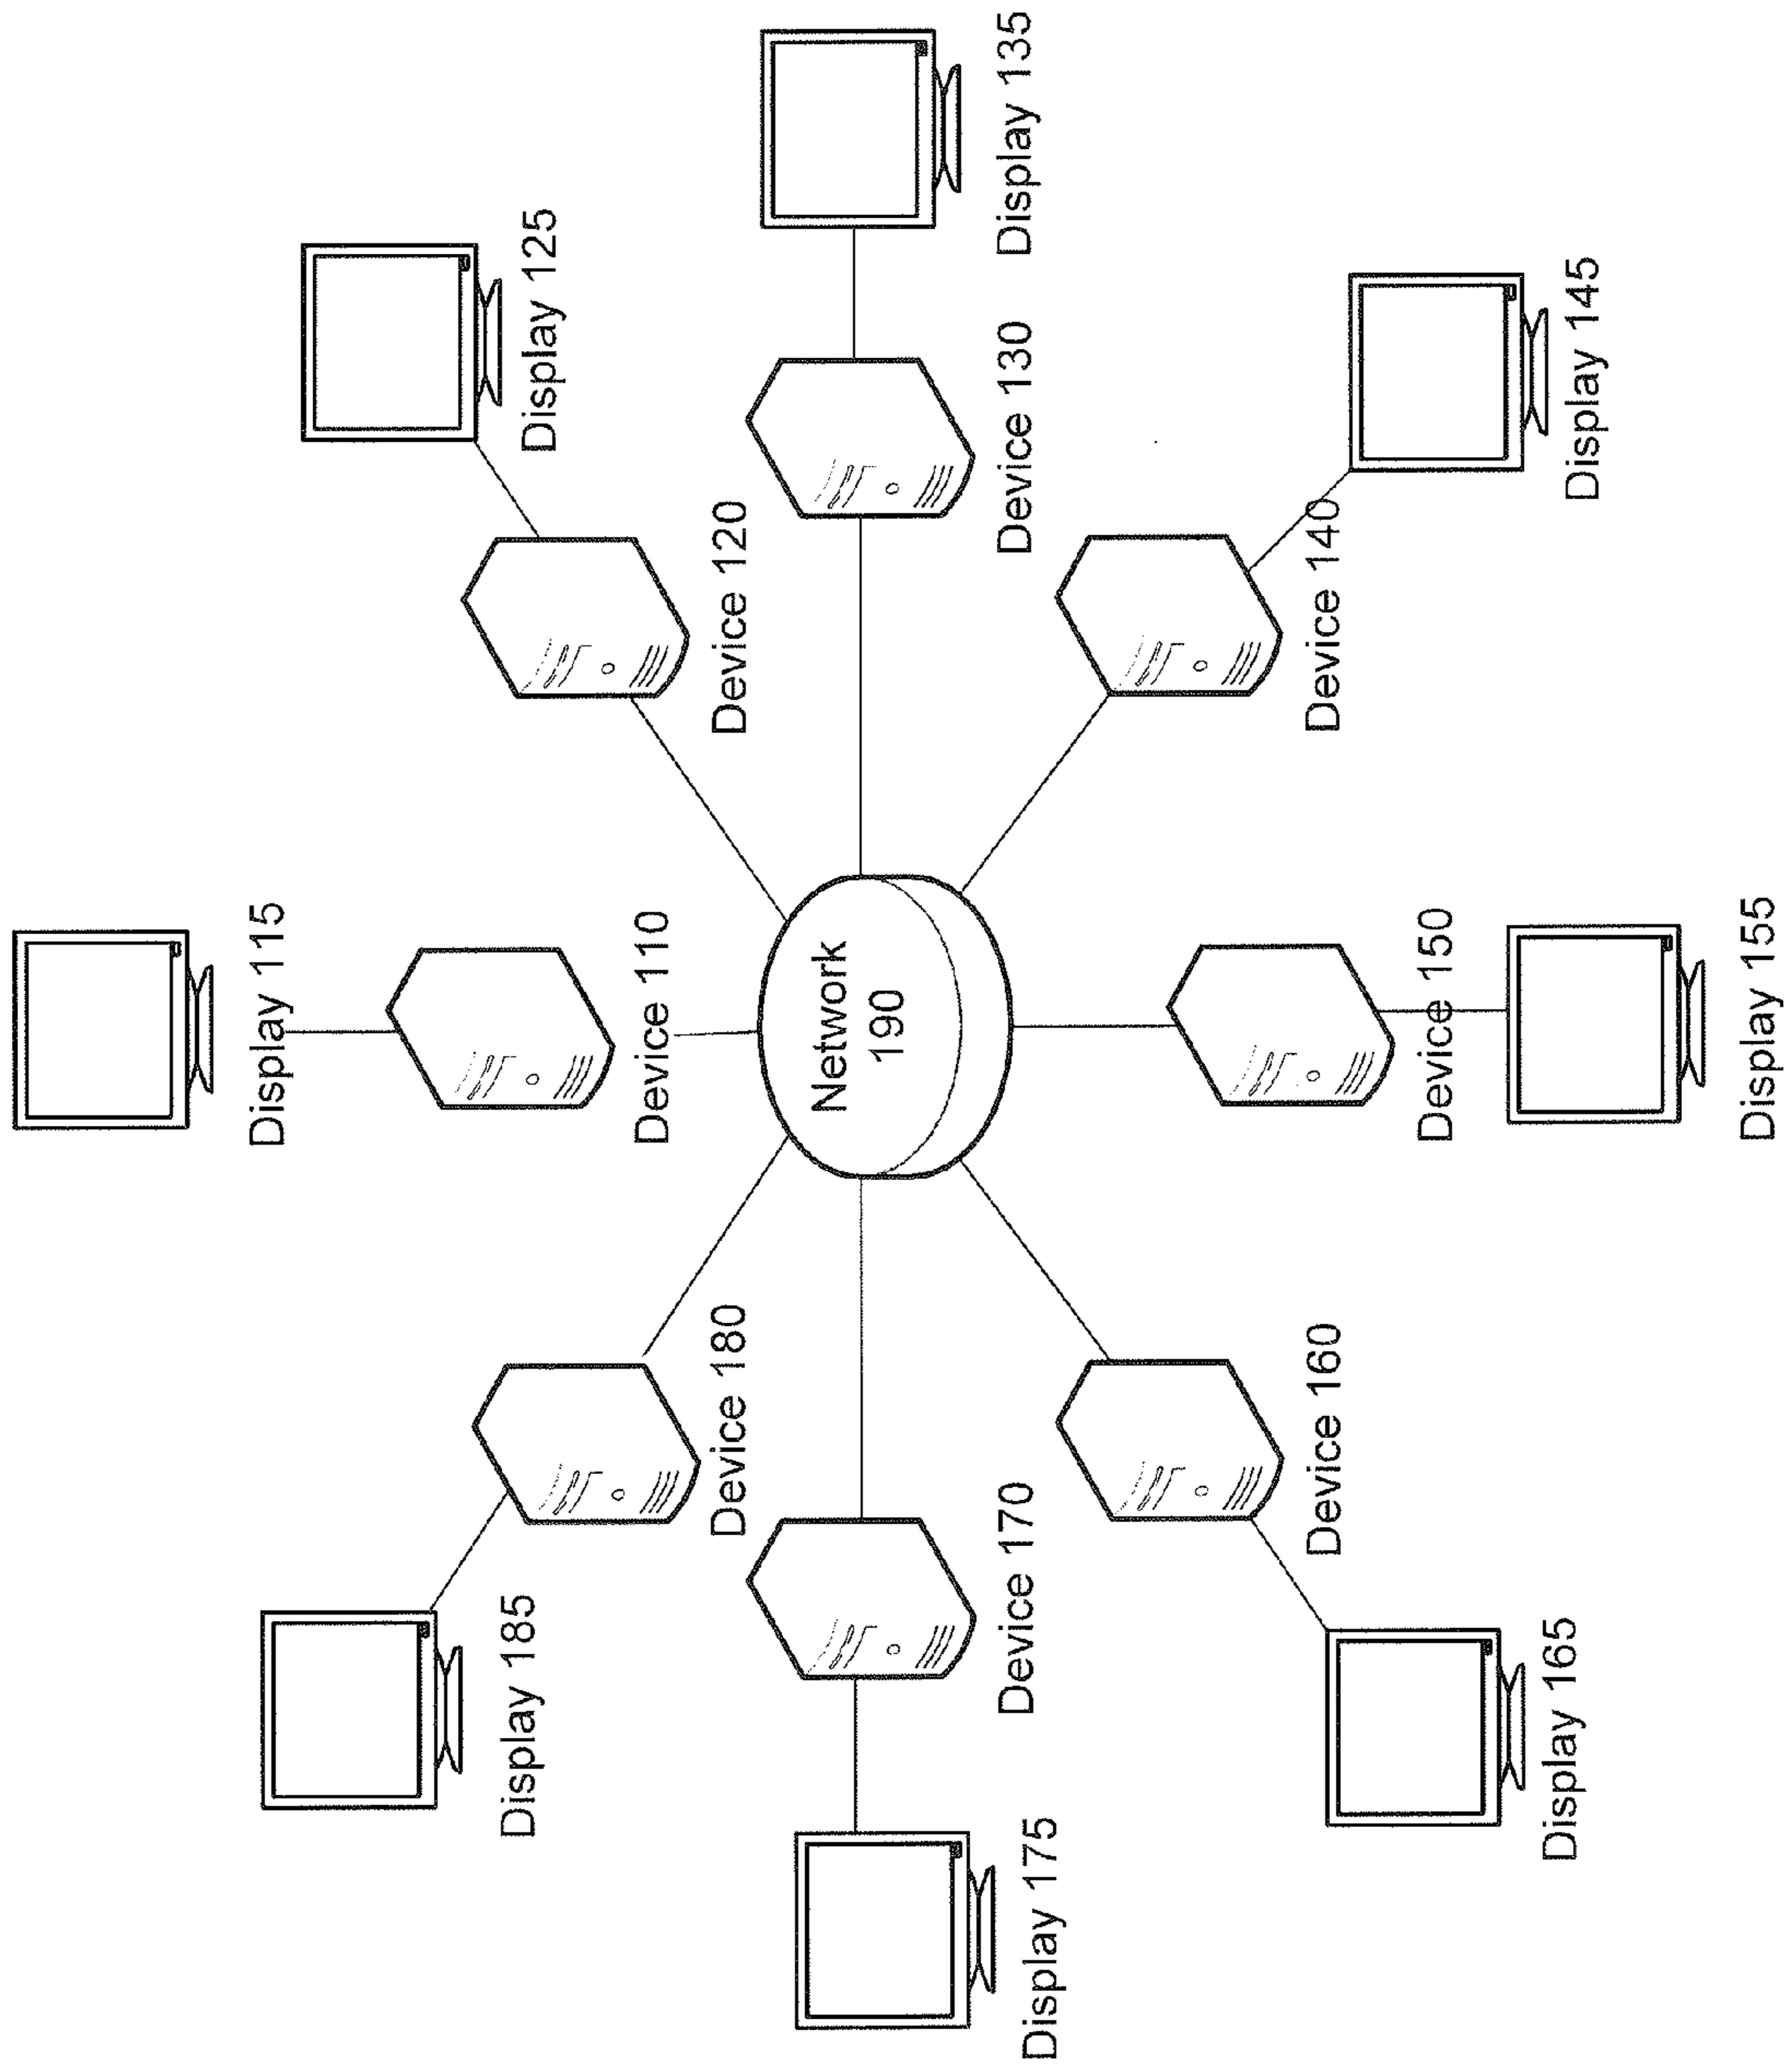 Display 115
Device 110
Display 185
Display 125
Device 180
Device 120
Network
190
Display 175
Device 170
Device 130
Display 135
Device 160
Device 140
Display 165
Device 150
Display 145
Display 155